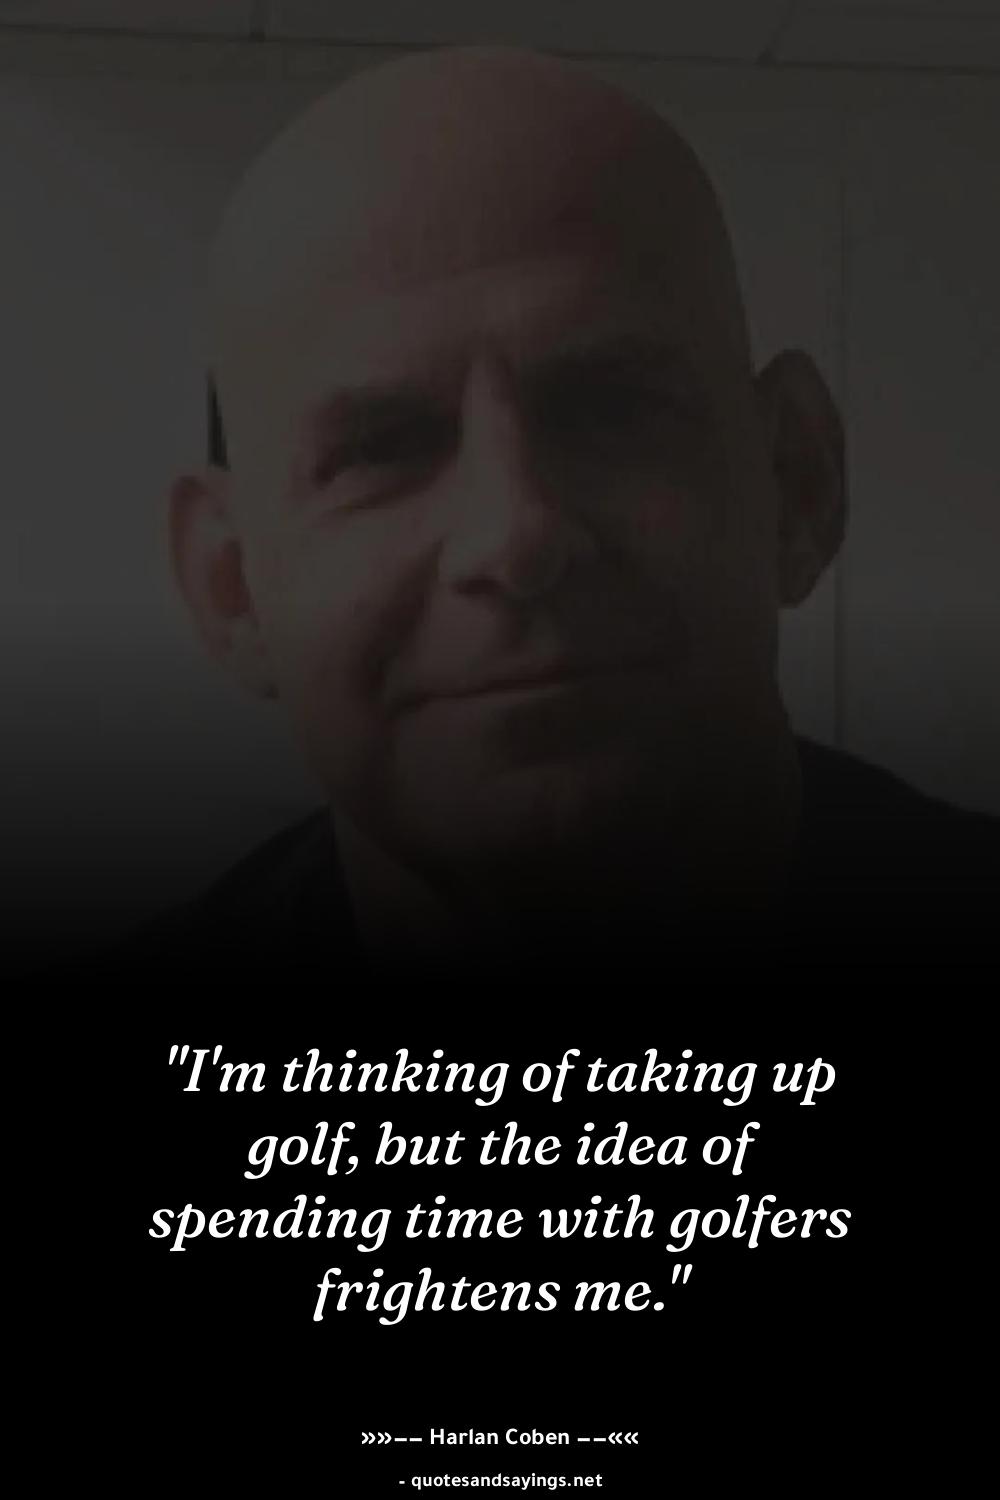 "I'm thinking of taking up
golf, but the idea of
spending time with golfers
frightens me."
»»−− Harlan Coben −−««
- quotesandsayings.net